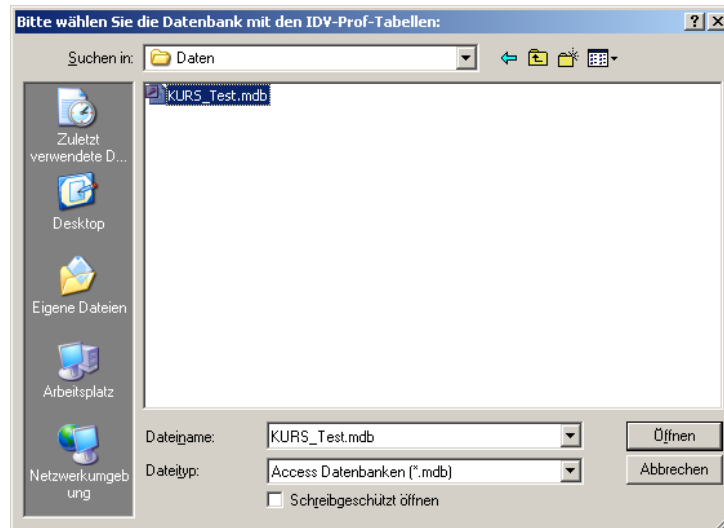 Bitte wählen Sie die Datenbank mit den IDV-Prof-Tabellen:
Suchen in:
Daten
KURS_Test.mdb
Zuletzt
verwendete D...
Desktop
Eigene Dateien
Arbeitsplatz
Netzwerkumgeb
ung
Dateiname:
KURS_Test.mdb
Öffnen
Dateityp:
Access Datenbanken (*.mdb)
Abbrechen
Schreibgeschützt öffnen